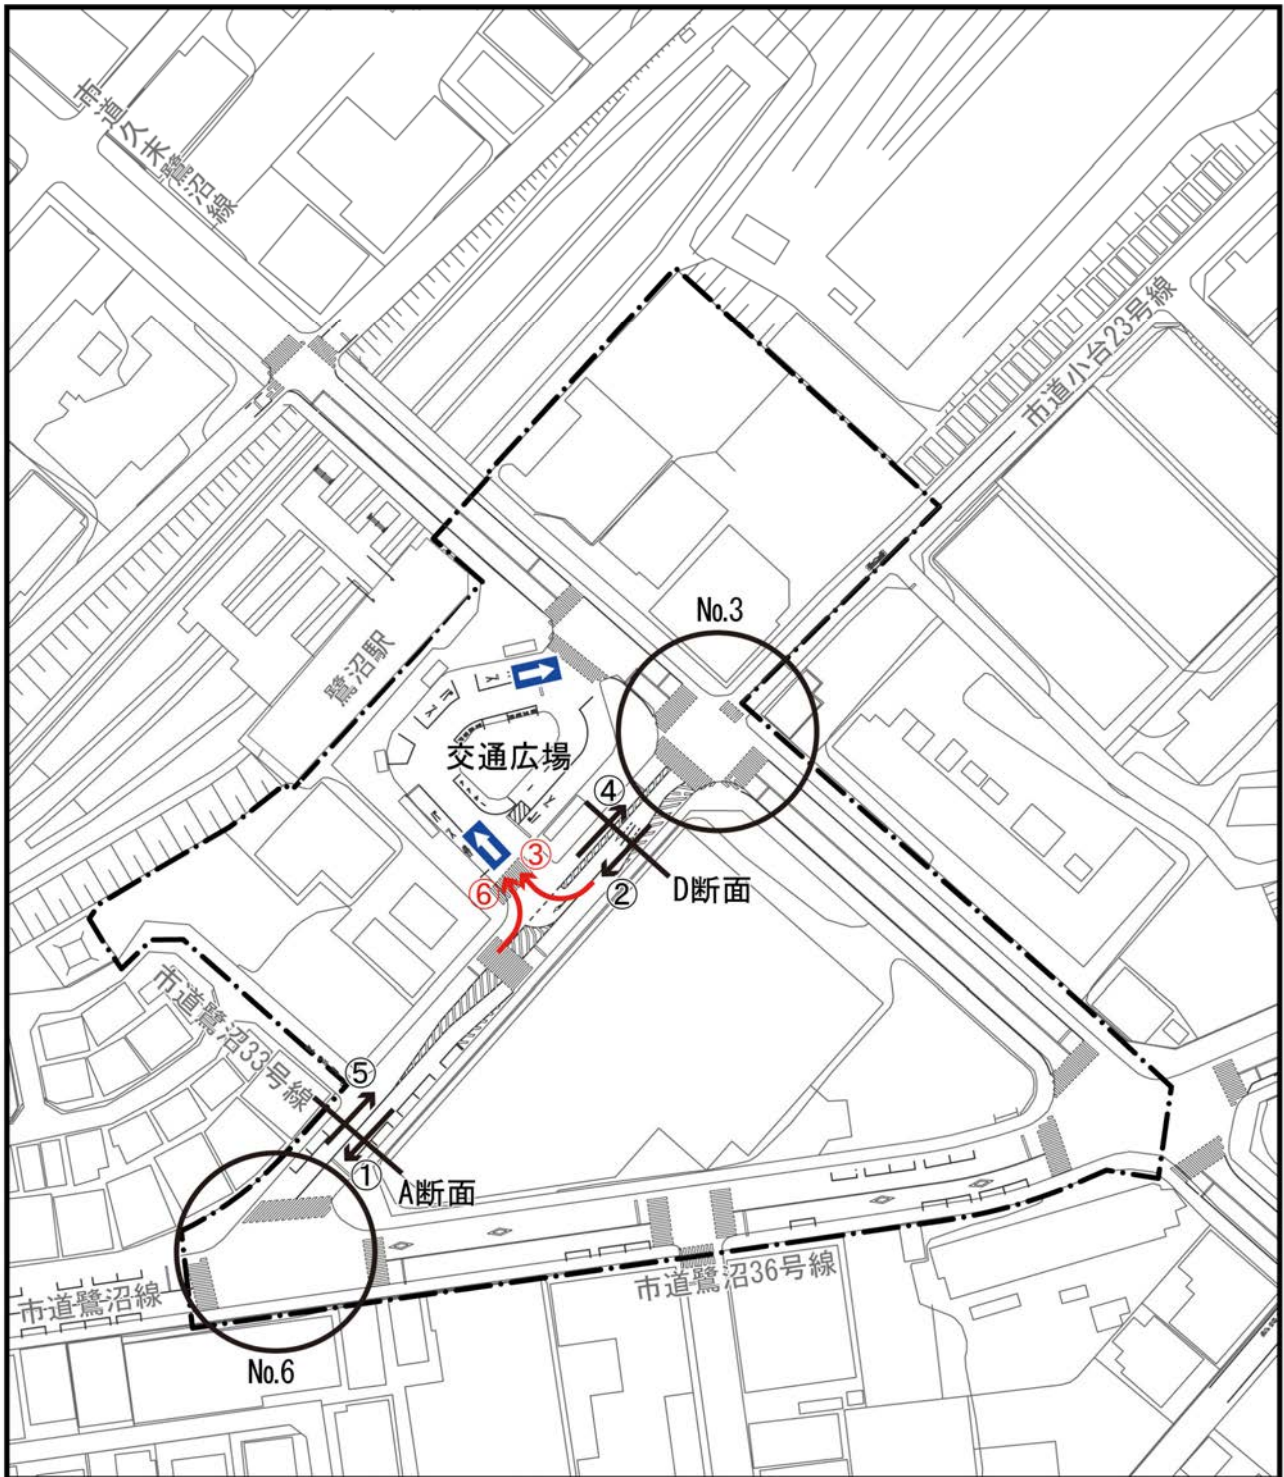 市道久末鷺沼線
市道小台23号線
No.3
鷺沼駅
交通広場
④
③
⑥
②
D断面
市道鷺沼33号線
⑤
①
A断面
市道鷺沼36号線
市道鷺沼線
No.6